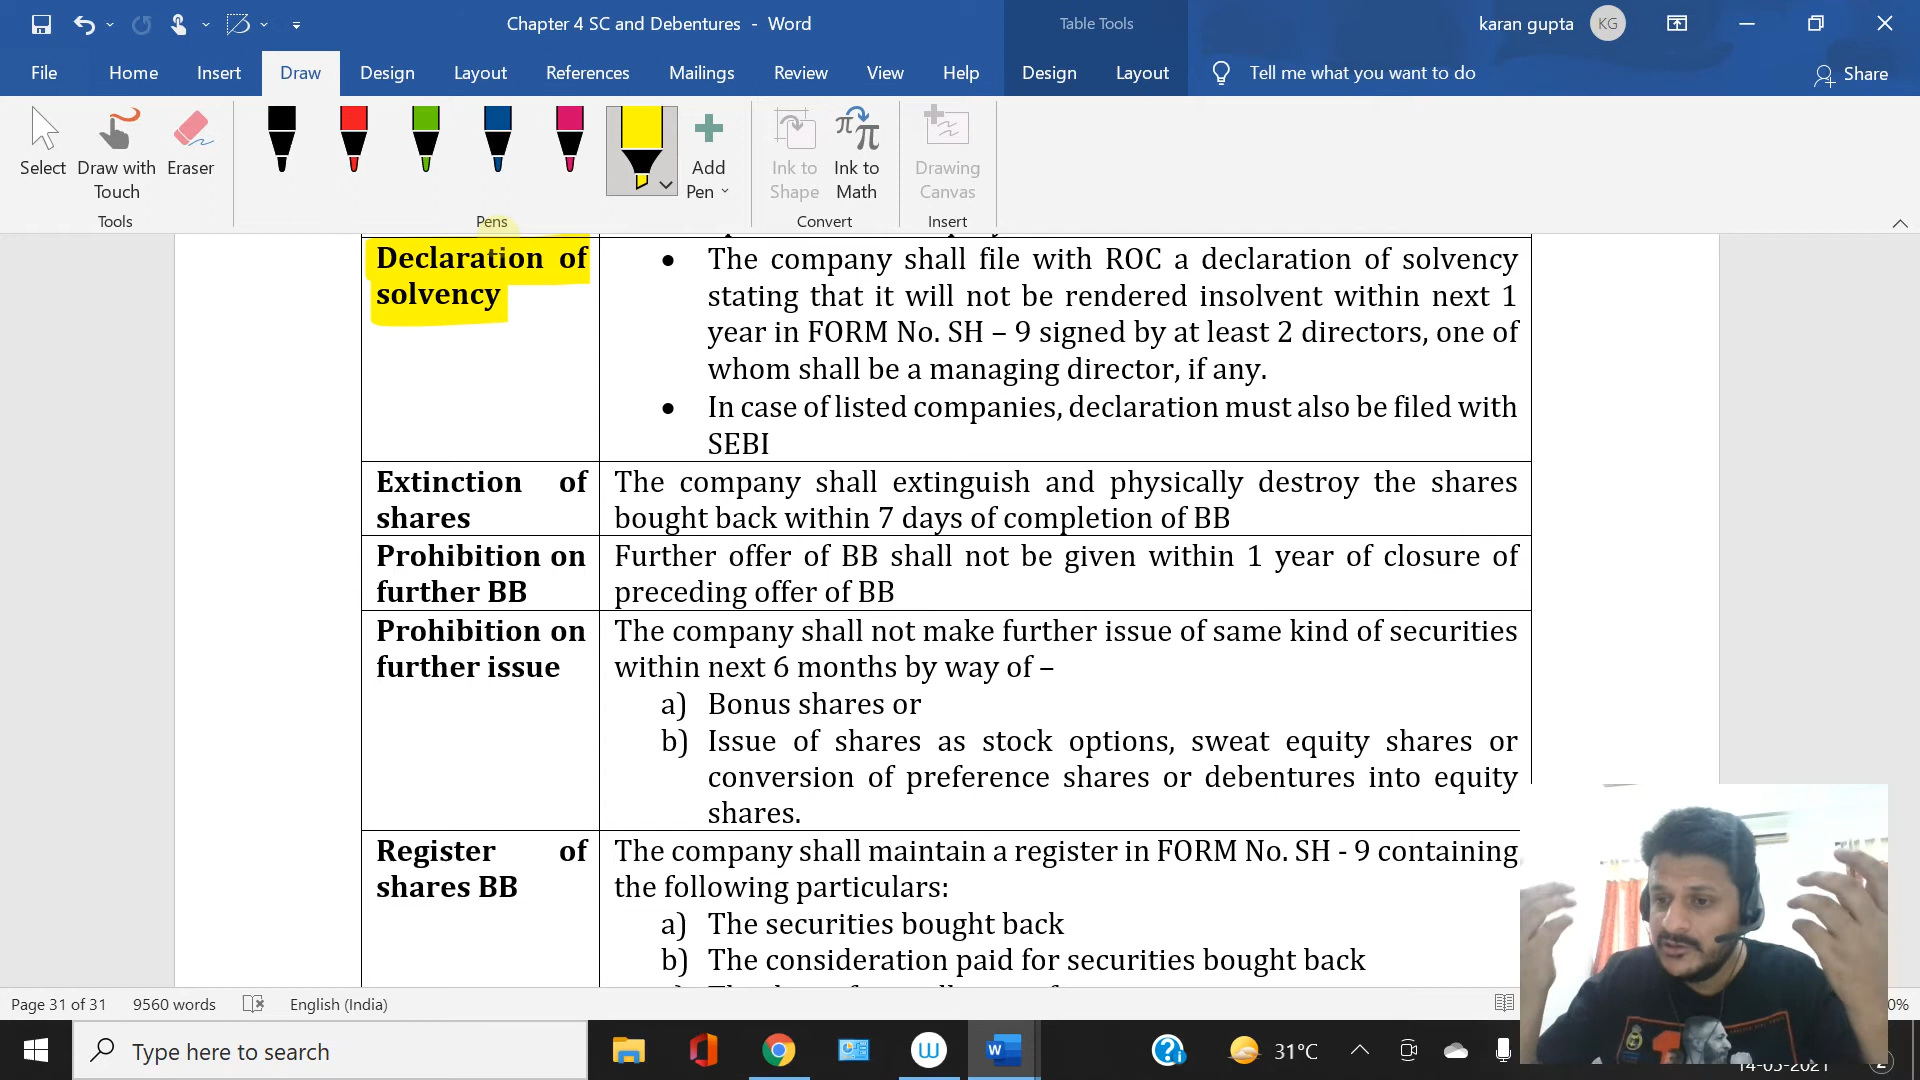 Chapter 4 SC and Debentures - Word
Table Tools
karan gupta
KG
File
Home
Insert
Draw
Design
Layout
References
Mailings
Review
View
Help
Design
Layout
Tell me what you want to do
Share
Select
Draw with
Touch
Eraser
Add
Pen
Ink to
Shape
Ink to
Math
Drawing
Canvas
Tools
Pens
Convert
Insert
Declaration of
solvency
• The company shall file with ROC a declaration of solvency
stating that it will not be rendered insolvent within next 1
year in FORM No. SH – 9 signed by at least 2 directors, one of
whom shall be a managing director, if any.
• In case of listed companies, declaration must also be filed with
SEBI
Extinction of
shares
The company shall extinguish and physically destroy the shares
bought back within 7 days of completion of BB
Prohibition on
further BB
Further offer of BB shall not be given within 1 year of closure of
preceding offer of BB
Prohibition on
further issue
The company shall not make further issue of same kind of securities
within next 6 months by way of –
a) Bonus shares or
b) Issue of shares as stock options, sweat equity shares or
conversion of preference shares or debentures into equity
shares.
Register of
shares BB
The company shall maintain a register in FORM No. SH - 9 containing
the following particulars:
a) The securities bought back
b) The consideration paid for securities bought back
Page 31 of 31
9560 words
English (India)
0%
Type here to search
31°C
14-05-2021